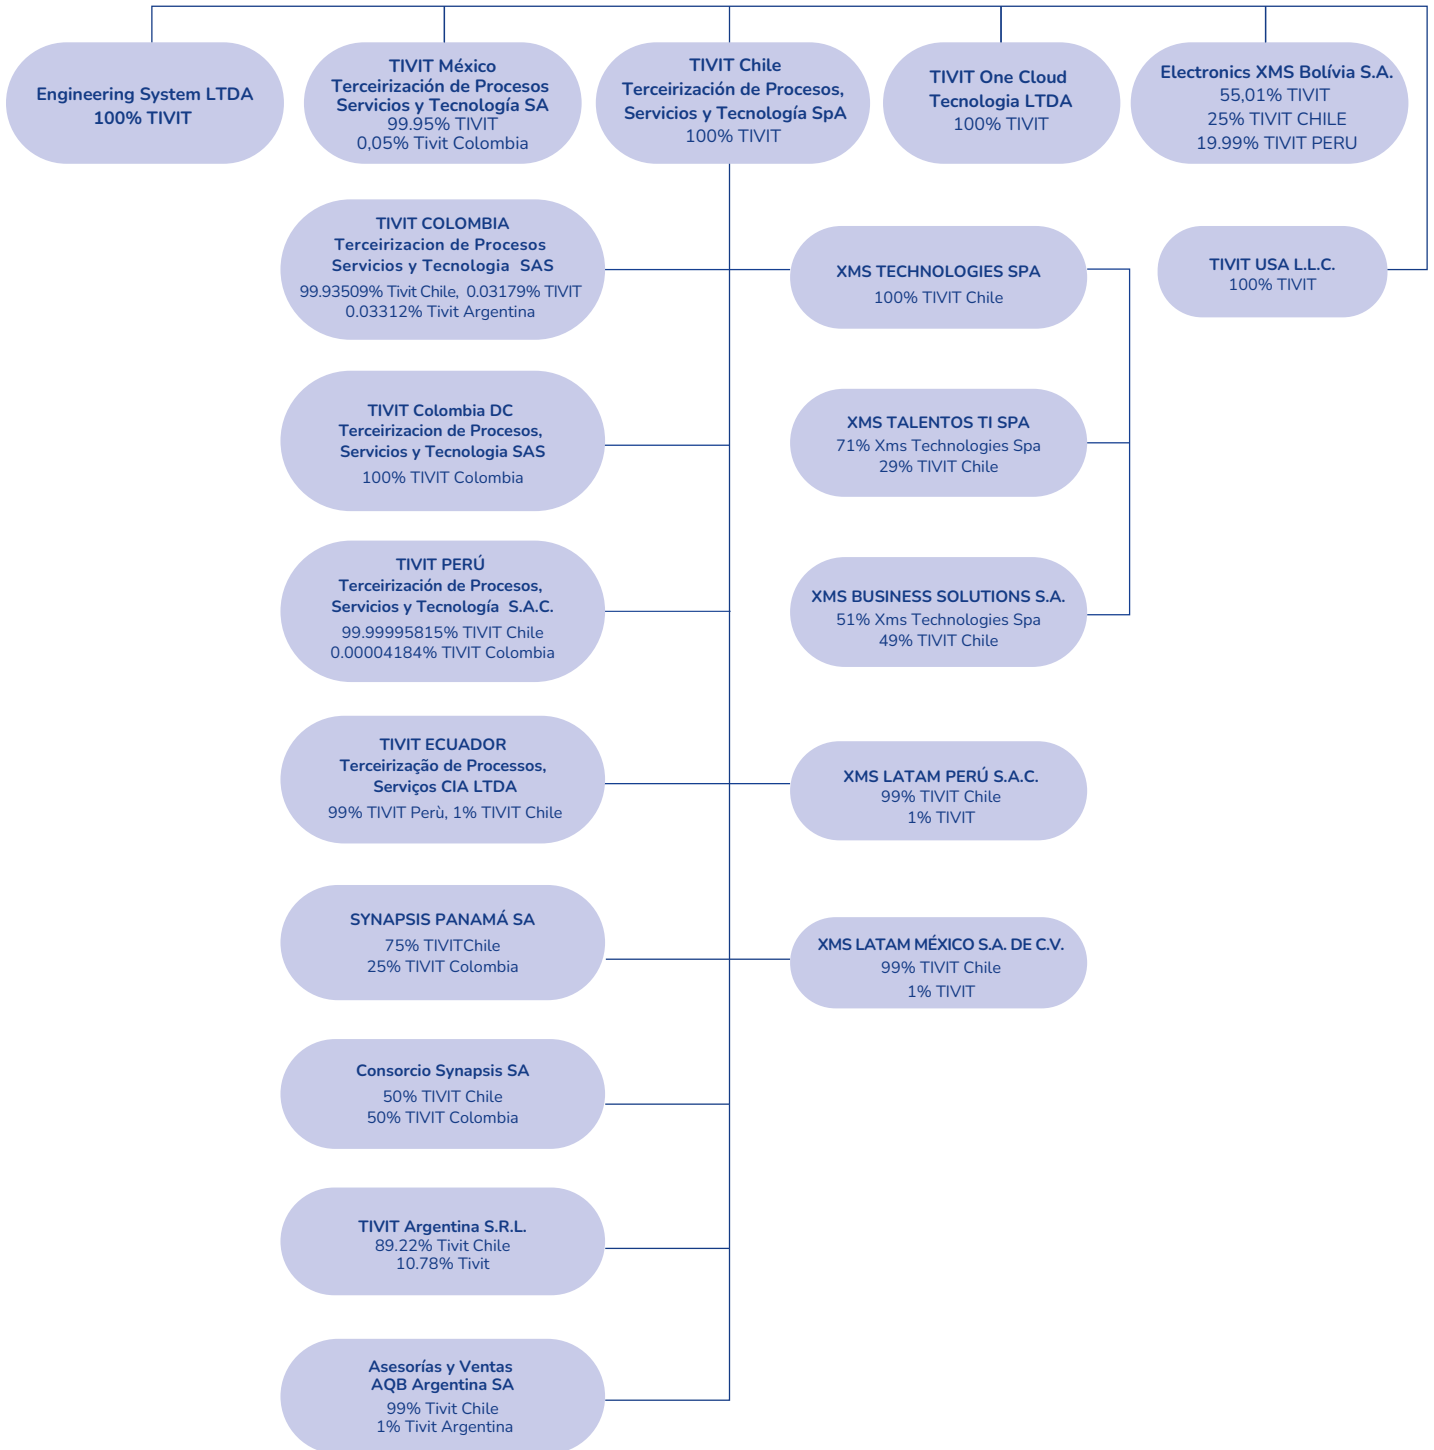 Engineering System LTDA
100% TIVIT
TIVIT México
Terceirización de Procesos
Servicios y Tecnología SA
99.95% TIVIT
0,05% Tivit Colombia
TIVIT Chile
Terceirización de Procesos,
Servicios y Tecnología SpA
100% TIVIT
TIVIT One Cloud
Tecnologia LTDA
100% TIVIT
Electronics XMS Bolívia S.A.
55,01% TIVIT
25% TIVIT CHILE
19.99% TIVIT PERU
TIVIT COLOMBIA
Terceirizacion de Procesos
Servicios y Tecnologia SAS
99.93509% Tivit Chile, 0.03179% TIVIT
0.03312% Tivit Argentina
XMS TECHNOLOGIES SPA
100% TIVIT Chile
TIVIT USA L.L.C.
100% TIVIT
TIVIT Colombia DC
Terceirizacion de Procesos,
Servicios y Tecnologia SAS
100% TIVIT Colombia
XMS TALENTOS TI SPA
71% Xms Technologies Spa
29% TIVIT Chile
TIVIT PERÚ
Terceirización de Procesos,
Servicios y Tecnología S.A.C.
99.99995815% TIVIT Chile
0.00004184% TIVIT Colombia
XMS BUSINESS SOLUTIONS S.A.
51% Xms Technologies Spa
49% TIVIT Chile
TIVIT ECUADOR
Terceirização de Processos,
Serviços CIA LTDA
99% TIVIT Perù, 1% TIVIT Chile
XMS LATAM PERÚ S.A.C.
99% TIVIT Chile
1% TIVIT
SYNAPSIS PANAMÁ SA
75% TIVITChile
25% TIVIT Colombia
XMS LATAM MÉXICO S.A. DE C.V.
99% TIVIT Chile
1% TIVIT
Consorcio Synapsis SA
50% TIVIT Chile
50% TIVIT Colombia
TIVIT Argentina S.R.L.
89.22% Tivit Chile
10.78% Tivit
Asesorías y Ventas
AQB Argentina SA
99% Tivit Chile
1% Tivit Argentina